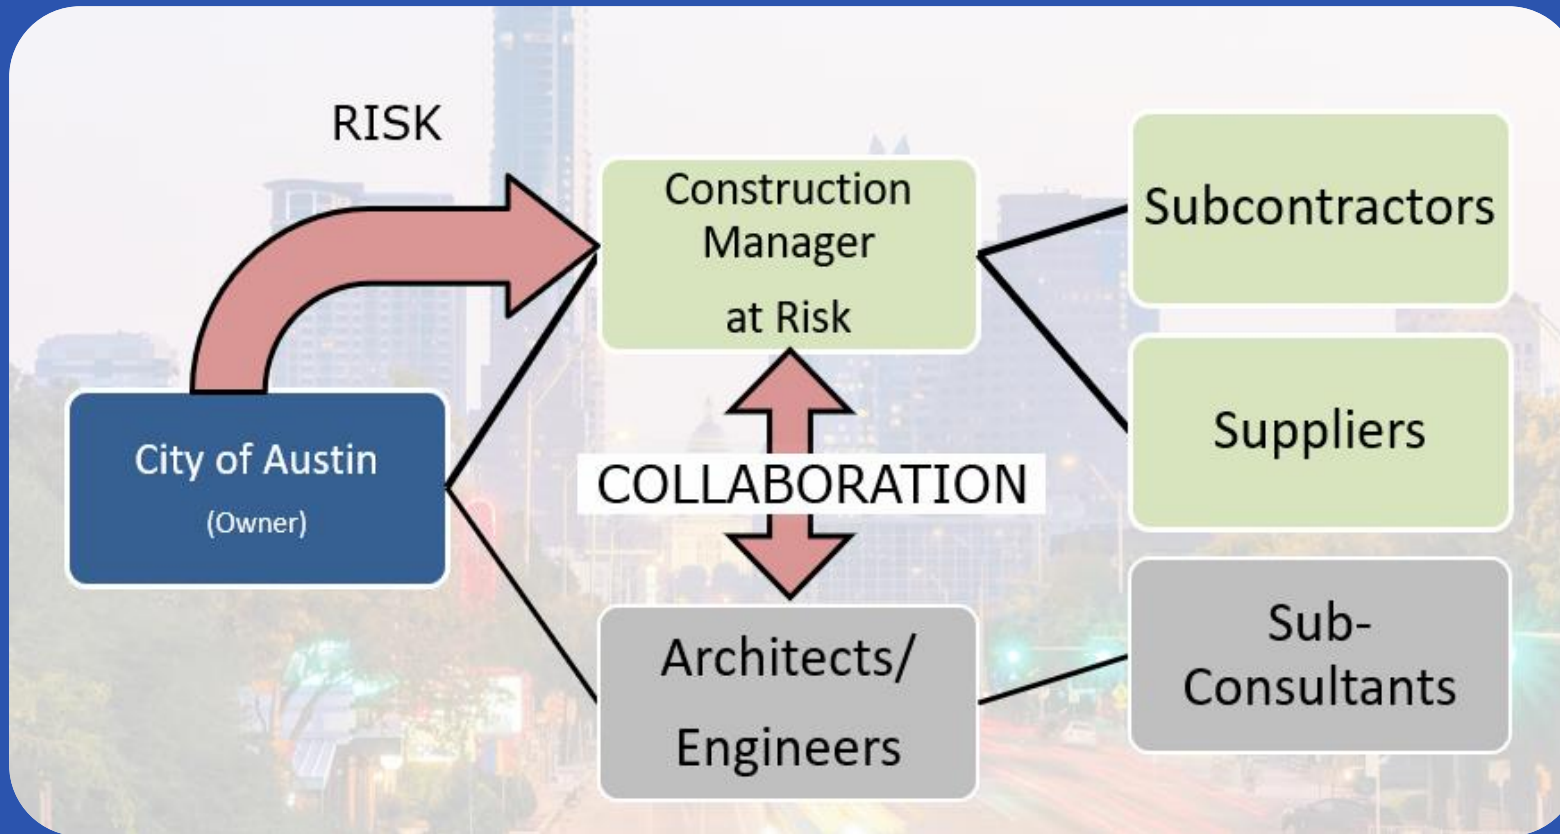 RISK
Construction
Manager
at Risk
Subcontractors
Suppliers
City of Austin
(Owner)
COLLABORATION
Architects/
Engineers
Sub-
Consultants